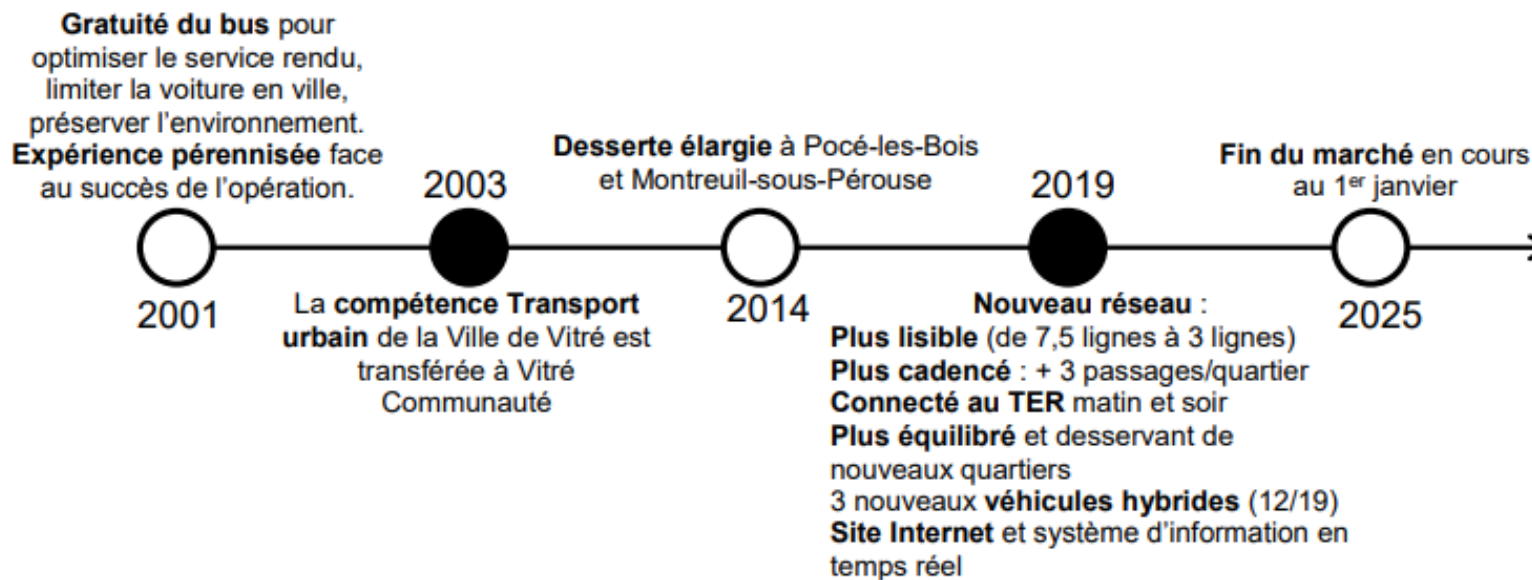 Gratuité du bus pour
optimiser le service rendu,
limiter la voiture en ville,
préserver l'environnement.
Expérience pérennisée face
au succès de l'opération.
2001
2003
La compétence Transport
urbain de la Ville de Vitré est
transférée à Vitré
Communauté
Desserte élargie à Pocé-les-Bois
et Montreuil-sous-Pérouse
2014
2019
Nouveau réseau :
Plus lisible (de 7,5 lignes à 3 lignes)
Plus cadencé : + 3 passages/quartier
Connecté au TER matin et soir
Plus équilibré et desservant de
nouveaux quartiers
3 nouveaux véhicules hybrides (12/19)
Site Internet et système d'information en
temps réel
Fin du marché en cours
au 1er janvier
2025